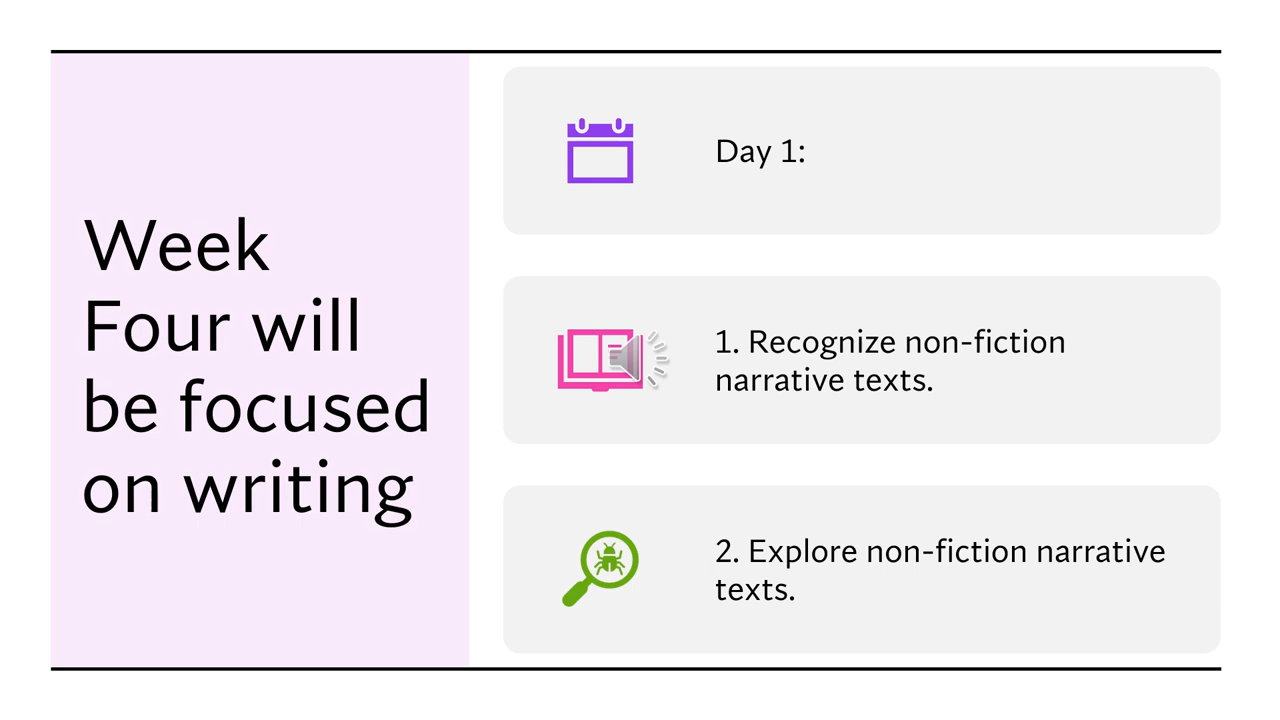 Week
Four will
be focused
on writing
Day 1:
1. Recognize non-fiction
narrative texts.
2. Explore non-fiction narrative
texts.